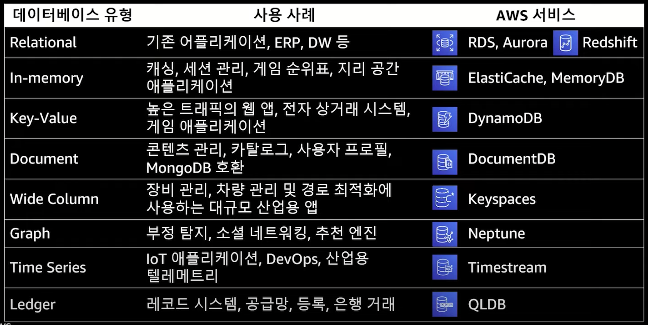 데이터베이스 유형 사용 사례 AWS 서비스
Relational 기존 어플리케이션, ERP, DW 등 RDS, Aurora Redshift
In-memory 캐싱, 세션 관리, 게임 순위표, 지리 공간
애플리케이션 ElastiCache, MemoryDB
Key-Value 높은 트래픽의 웹 앱, 전자 상거래 시스템,
게임 애플리케이션 DynamoDB
Document 콘텐츠 관리, 카탈로그, 사용자 프로필,
MongoDB 호환 DocumentDB
Wide Column 장비 관리, 차량 관리 및 경로 최적화에
사용하는 대규모 산업용 앱 Keyspaces
Graph 부정 탐지, 소셜 네트워킹, 추천 엔진 Neptune
Time Series IoT 애플리케이션, DevOps, 산업용
텔레메트리 Timestream
Ledger 레코드 시스템, 공급망, 등록, 은행 거래 QLDB